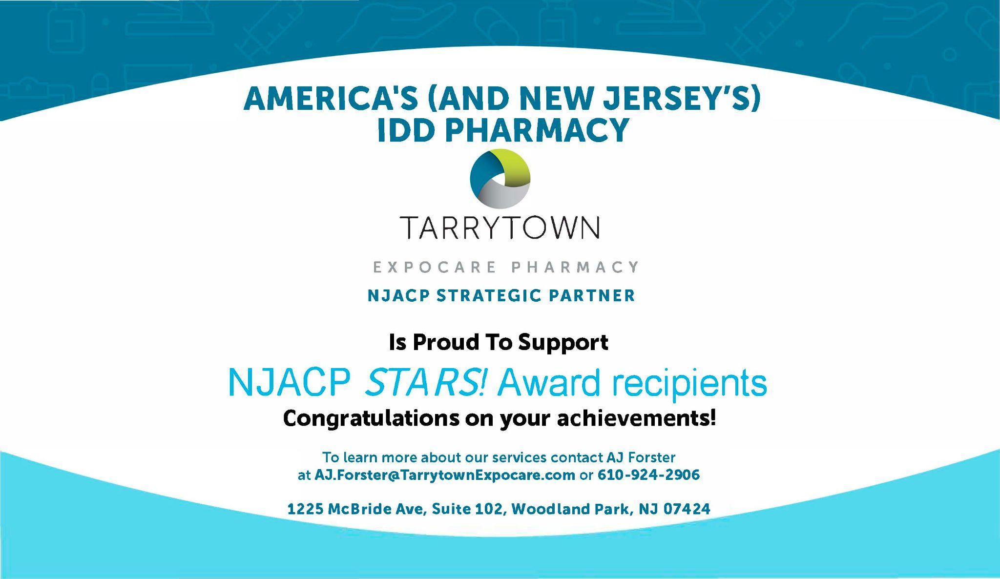 AMERICA'S (AND NEW JERSEY’S)
IDD PHARMACY
TARRYTOWN
EXPOCARE PHARMACY
NJACP STRATEGIC PARTNER
Is Proud To Support
NJACP STARS! Award recipients
Congratulations on your achievements!
To learn more about our services contact AJ Forster
at AJ.Forster@TarrytownExpocare.com or 610-924-2906
1225 McBride Ave, Suite 102, Woodland Park, NJ 07424